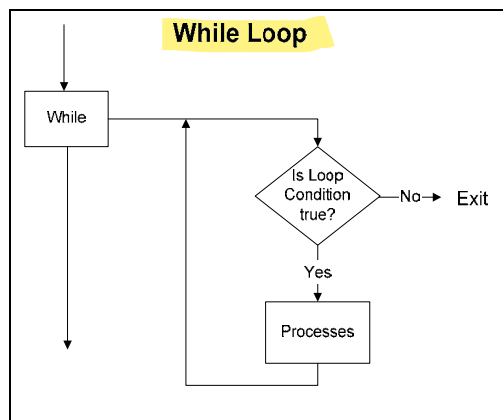 While Loop
While
Is Loop
Condition
true?
No
Exit
Yes
Processes